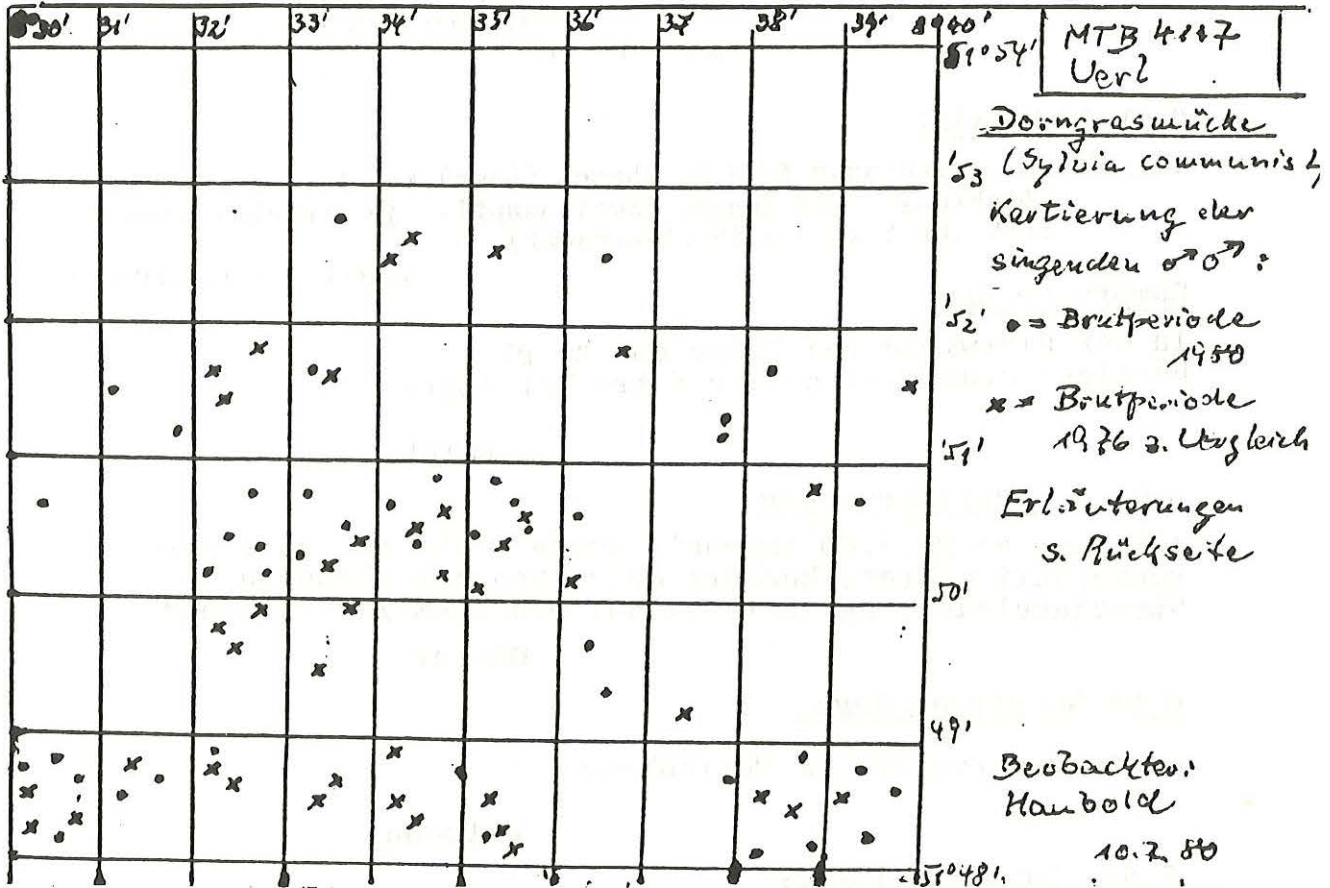 30' 31' 32' 33' 34' 35' 36' 37 38' 39' 8°40'
51°54'
MTB 4117
Verl
Dorngrasmücke
'53 (Sylvia communis L,
Kartierung der
singenden ♂♂:
'52' • = Brutperiode
1980
x = Brutperiode
'51' 1976 z. Vergleich
Erläuterungen
s. Rückseite
50'
49'
Beobachter:
Haubold
10.7.80
51°48'